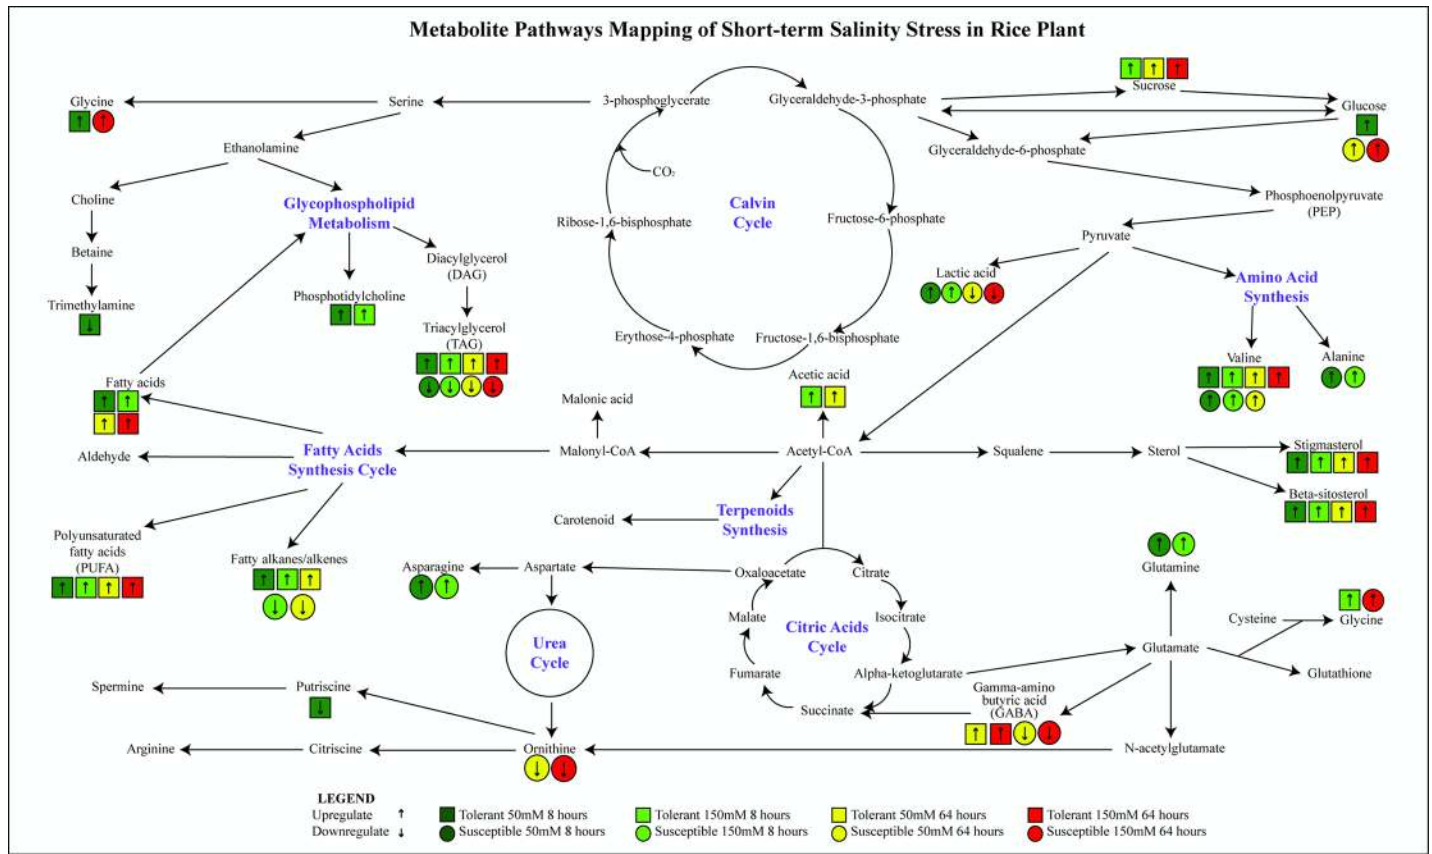 Metabolite Pathways Mapping of Short-term Salinity Stress in Rice Plant
Glycine
Serine
3-phosphoglycerate
Glyceraldehyde-3-phosphate
Sucrose
Glucose
Ethanolamine
Glyceraldehyde-6-phosphate
CO₂
Choline
Glycophospholipid
Metabolism
Ribose-1,6-bisphosphate
Calvin
Cycle
Fructose-6-phosphate
Phosphoenolpyruvate
(PEP)
Pyruvate
Betaine
Diacylglycerol
(DAG)
Lactic acid
Amino Acid
Synthesis
Trimethylamine
Phosphotidylcholine
Triacylglycerol
(TAG)
Erythose-4-phosphate
Fructose-1,6-bisphosphate
Valine
Alanine
Fatty acids
Acetic acid
Malonic acid
Aldehyde
Fatty Acids
Synthesis Cycle
Malonyl-CoA
Acetyl-CoA
Squalene
Sterol
Stigmasterol
Beta-sitosterol
Terpenoids
Synthesis
Carotenoid
Polyunsaturated
fatty acids
(PUFA)
Fatty alkanes/alkenes
Asparagine
Aspartate
Oxaloacetate
Citrate
Glutamine
Malate
Isocitrate
Citric Acids
Cycle
Cysteine
Glycine
Urea
Cycle
Glutamate
Fumarate
Alpha-ketoglutarate
Glutathione
Spermine
Putriscine
Succinate
Gamma-amino
butyric acid
(GABA)
Arginine
Citriscine
Ornithine
N-acetylglutamate
LEGEND
Upregulate ↑
Downregulate ↓
Tolerant 50mM 8 hours
Susceptible 50mM 8 hours
Tolerant 150mM 8 hours
Susceptible 150mM 8 hours
Tolerant 50mM 64 hours
Susceptible 50mM 64 hours
Tolerant 150mM 64 hours
Susceptible 150mM 64 hours